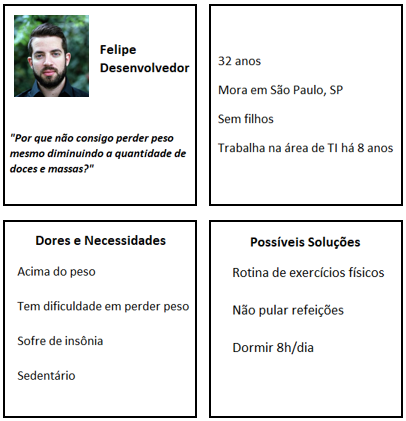 Felipe
Desenvolvedor
"Por que não consigo perder peso
mesmo diminuindo a quantidade de
doces e massas?"
32 anos
Mora em São Paulo, SP
Sem filhos
Trabalha na área de TI há 8 anos
Dores e Necessidades
Acima do peso
Tem dificuldade em perder peso
Sofre de insônia
Sedentário
Possíveis Soluções
Rotina de exercícios físicos
Não pular refeições
Dormir 8h/dia